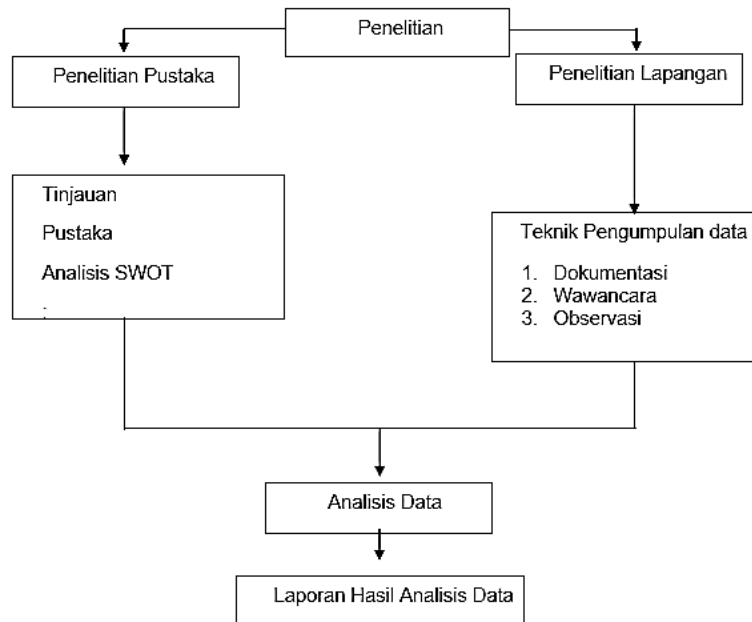 Penelitian
Penelitian Pustaka
Penelitian Lapangan
Tinjauan
Pustaka
Analisis SWOT
.
Teknik Pengumpulan data
1. Dokumentasi
2. Wawancara
3. Observasi
Analisis Data
Laporan Hasil Analisis Data